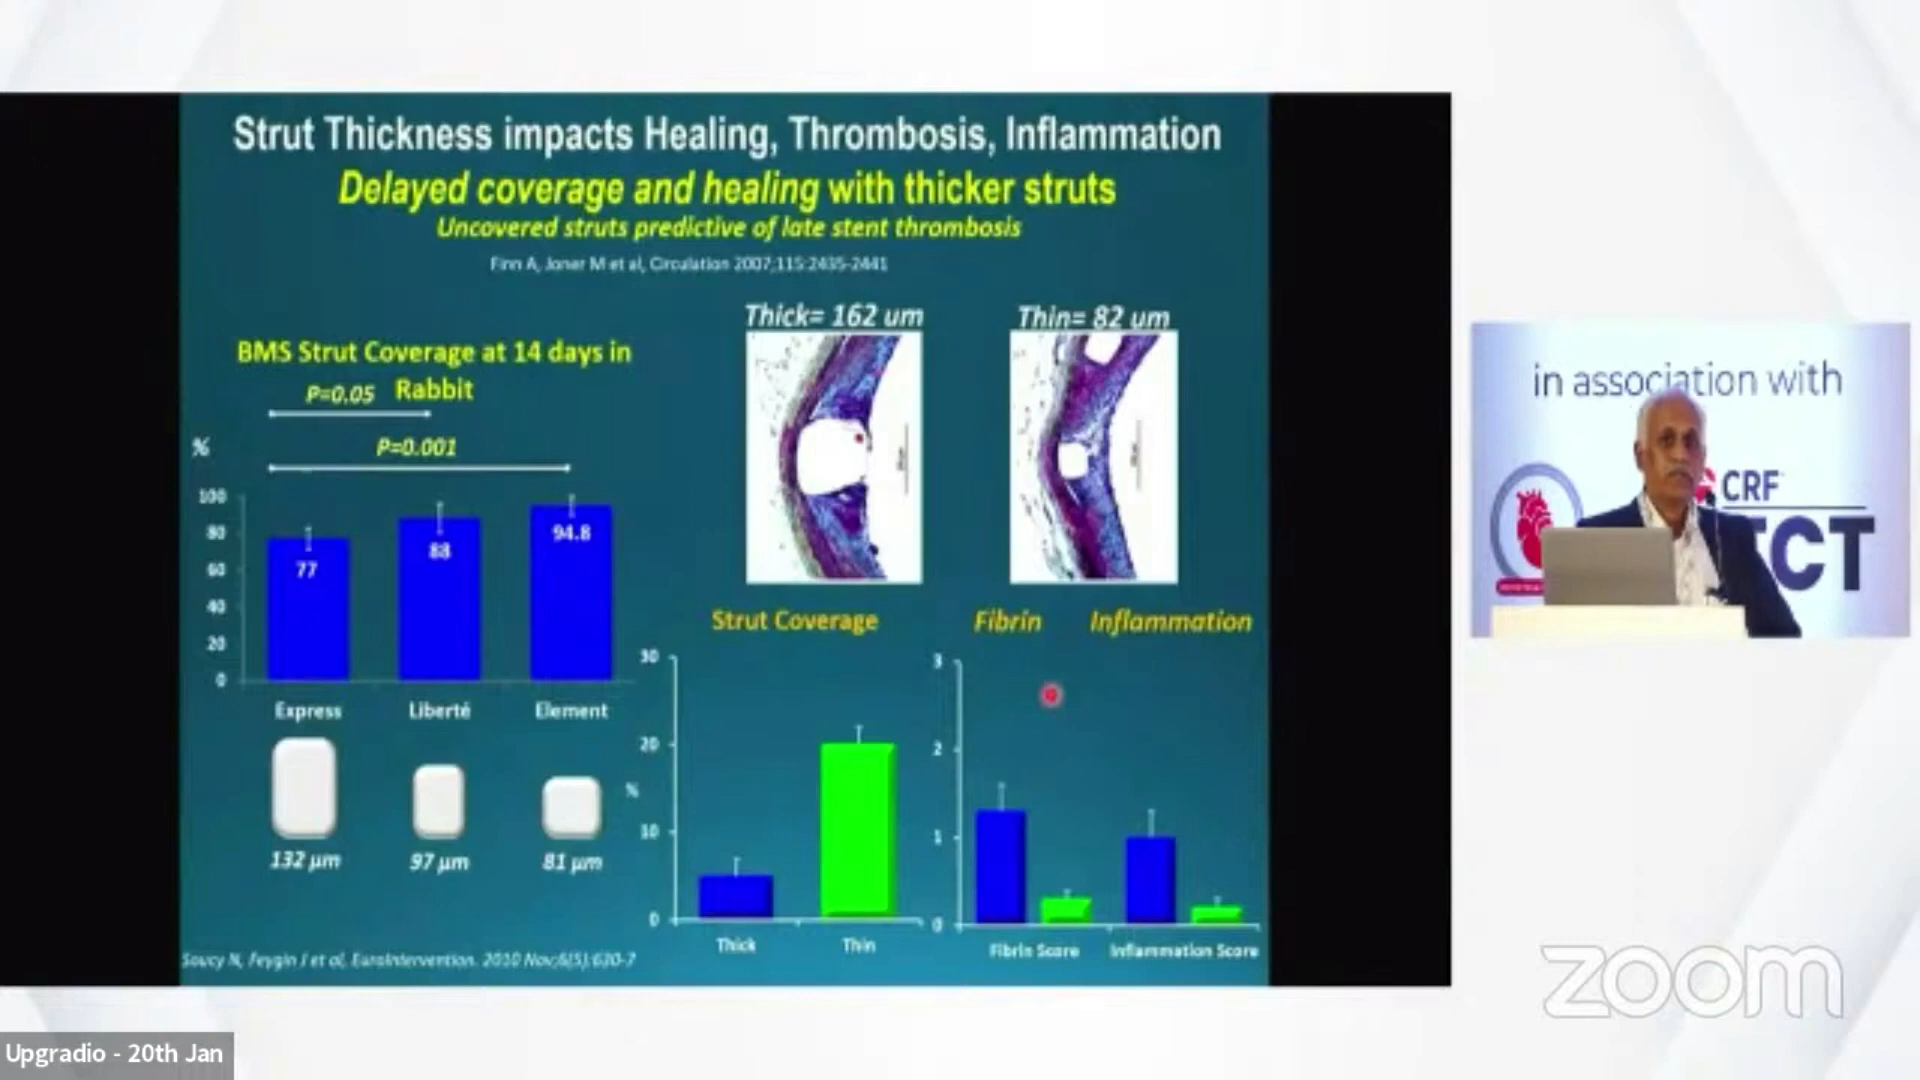 Strut Thickness impacts Healing, Thrombosis, Inflammation
Delayed coverage and healing with thicker struts
Uncovered struts predictive of late stent thrombosis
Finn A, Joner M et al, Circulation 2007;115:2435-2441
BMS Strut Coverage at 14 days in
Rabbit
P=0.05
P=0.001
%
100
80
60
40
20
0
77
88
94.8
Express
Liberté
Element
132 µm
97 µm
81 µm
Soucy N, Feygin J et al, EuroIntervention. 2010 Nov;6(5):630-7
Thick= 162 um
Thin= 82 um
Strut Coverage
30
20
%
10
0
Thick
Thin
Fibrin
Inflammation
3
2
1
0
Fibrin Score
Inflammation Score
in association with
CRF
TCT
zoom
Upgradio - 20th Jan